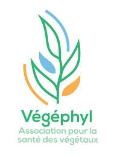 Végéphyl
Association pour la
santé des végétaux